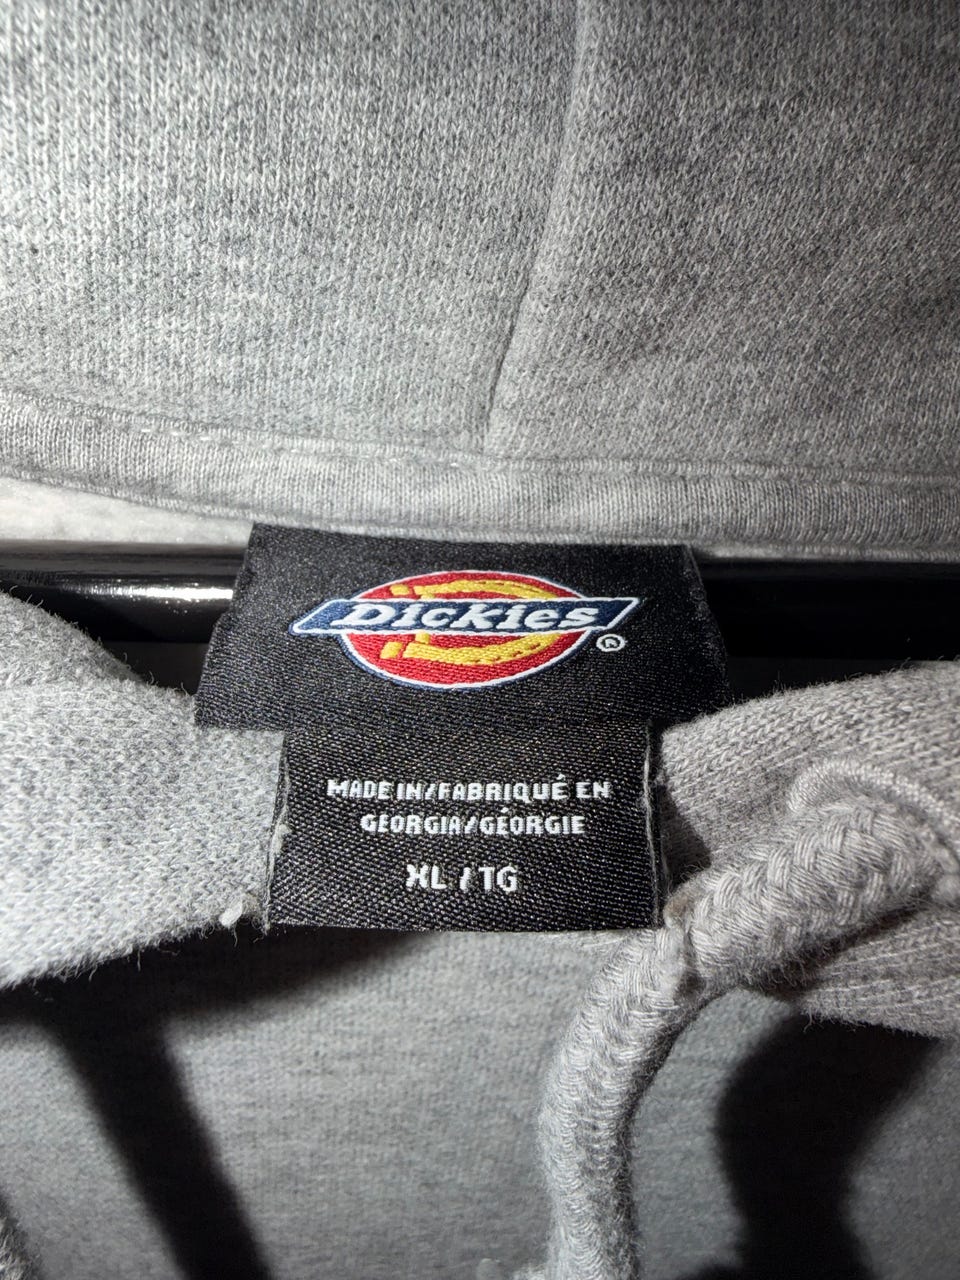 Dickies®
MADE IN/FABRIQUÉ EN
GEORGIA/GÉORGIE
XL / TG